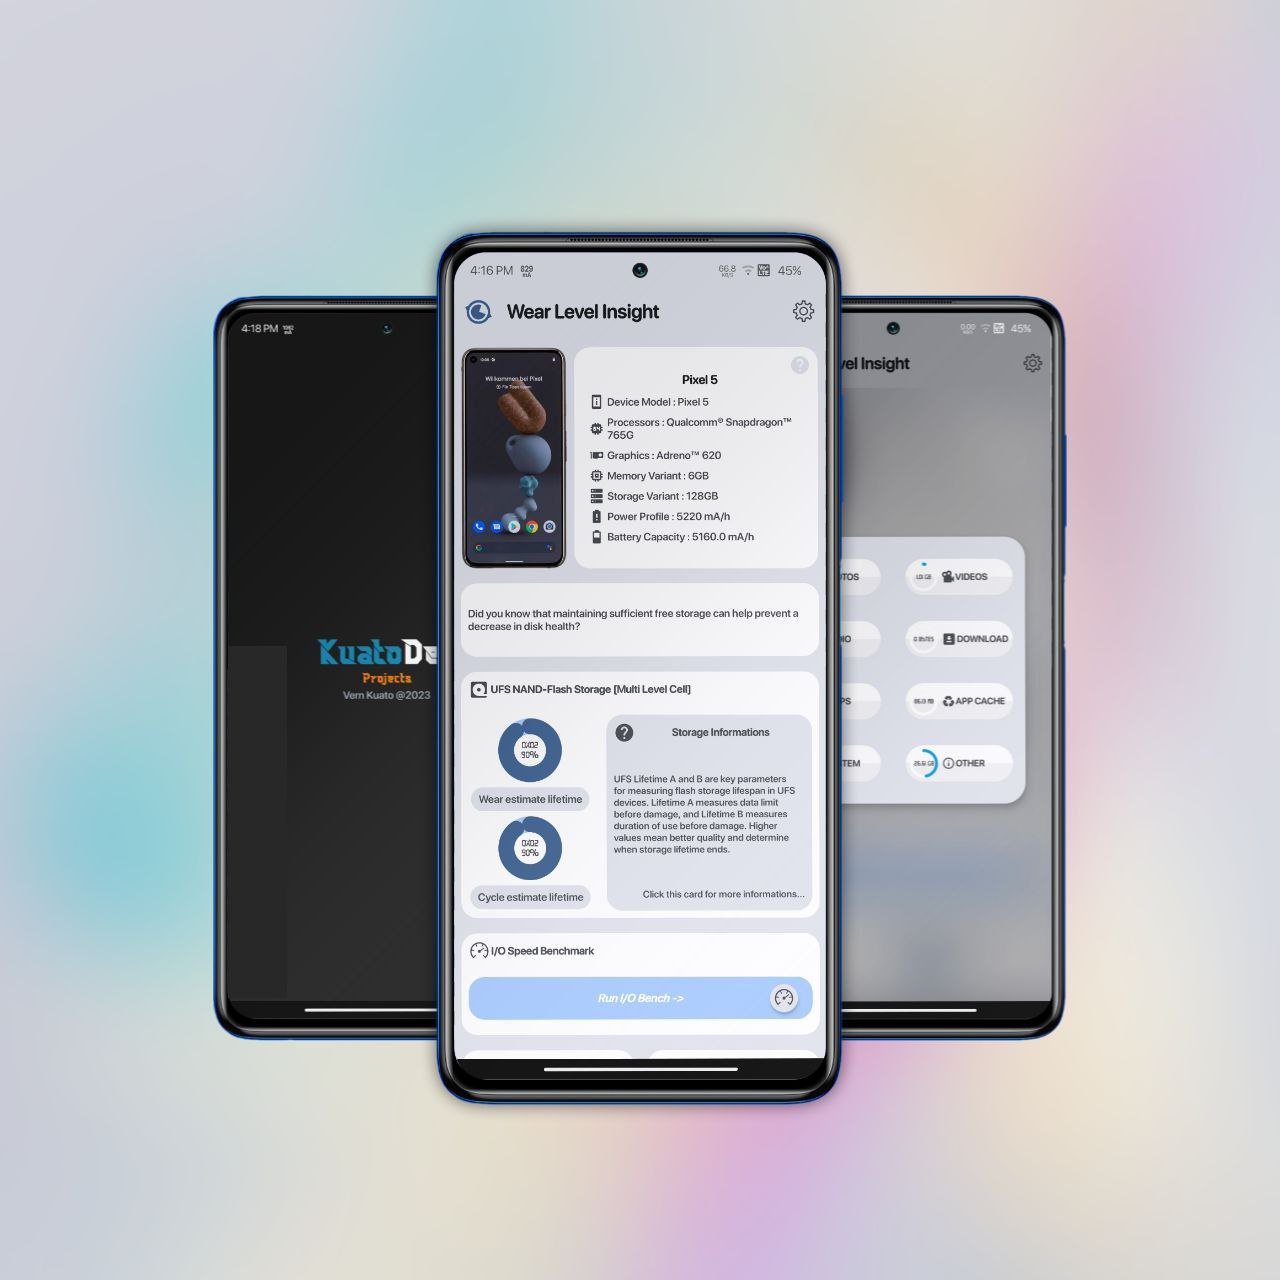 4:18 PM
KuatoDe
Projects
Vern Kuato @2023
4:16 PM 829 mA
66.8 KB/S
45%
Wear Level Insight
Willkommen bei Pixel
Pixel 5
Device Model : Pixel 5
Processors : Qualcomm® Snapdragon™
765G
Graphics : Adreno™ 620
Memory Variant : 6GB
Storage Variant : 128GB
Power Profile : 5220 mA/h
Battery Capacity : 5160.0 mA/h
Did you know that maintaining sufficient free storage can help prevent a
decrease in disk health?
UFS NAND-Flash Storage [Multi Level Cell]
0X02
90%
Wear estimate lifetime
0X02
90%
Cycle estimate lifetime
Storage Informations
UFS Lifetime A and B are key parameters
for measuring flash storage lifespan in UFS
devices. Lifetime A measures data limit
before damage, and Lifetime B measures
duration of use before damage. Higher
values mean better quality and determine
when storage lifetime ends.
Click this card for more informations...
I/O Speed Benchmark
Run I/O Bench ->
0.00
45%
vel Insight
TOS
VIDEOS
IO
DOWNLOAD
PS
APP CACHE
TEM
OTHER